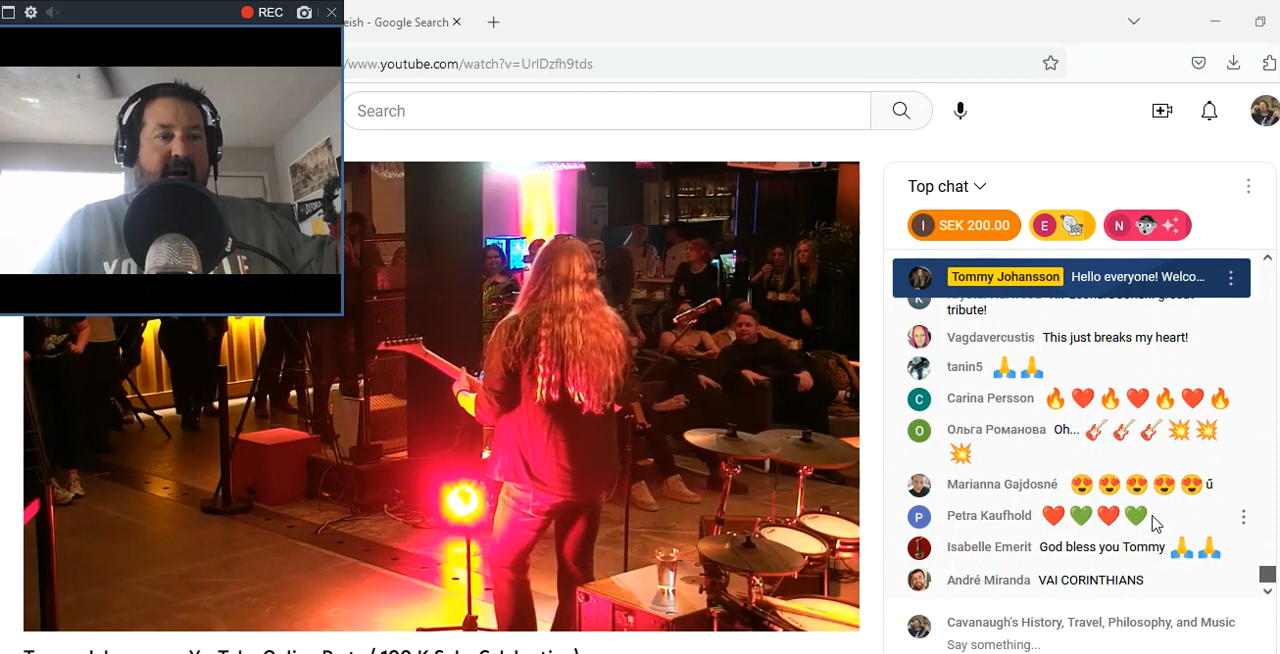 REC
eish - Google Search
/www.youtube.com/watch?v=UrlDzfh9tds
Search
Top chat
I SEK 200.00
E
N
Tommy Johansson Hello everyone! Welco...
tribute!
Vagdavercustis This just breaks my heart!
tanin5 🙏🙏
C Carina Persson 🔥❤️🔥❤️🔥❤️🔥
О Ольга Романова Oh... 🎸🎸🎸💥💥
💥
Marianna Gajdosné 😍😍😍😍😍ű
P Petra Kaufhold ❤️💚❤️💚
Isabelle Emerit God bless you Tommy 🙏🙏
André Miranda VAI CORINTHIANS
Cavanaugh's History, Travel, Philosophy, and Music
Say something...